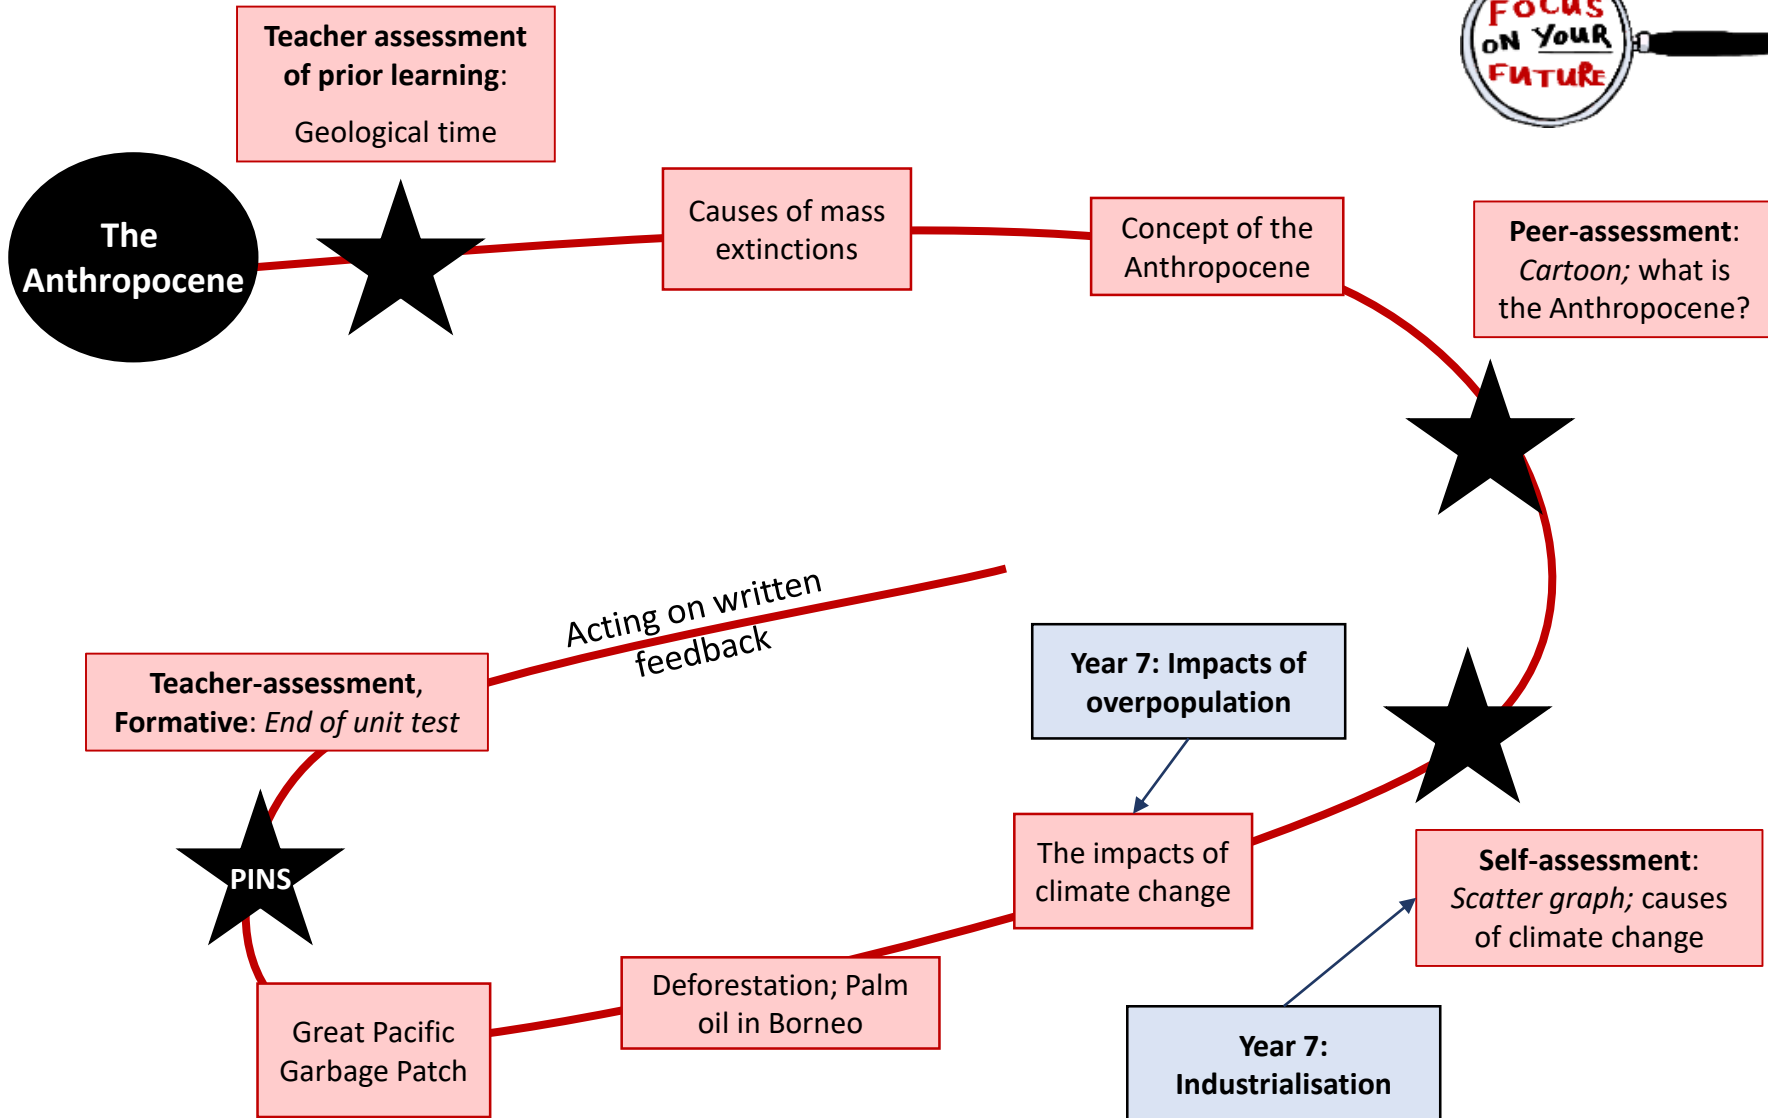 FOCUS
ON YOUR
FUTURE
Teacher assessment
of prior learning:
Geological time
The
Anthropocene
Causes of mass
extinctions
Concept of the
Anthropocene
Peer-assessment:
Cartoon; what is
the Anthropocene?
Self-assessment:
Scatter graph; causes
of climate change
Year 7:
Industrialisation
Year 7: Impacts of
overpopulation
The impacts of
climate change
Deforestation; Palm
oil in Borneo
Great Pacific
Garbage Patch
PINS
Teacher-assessment,
Formative: End of unit test
Acting on written
feedback